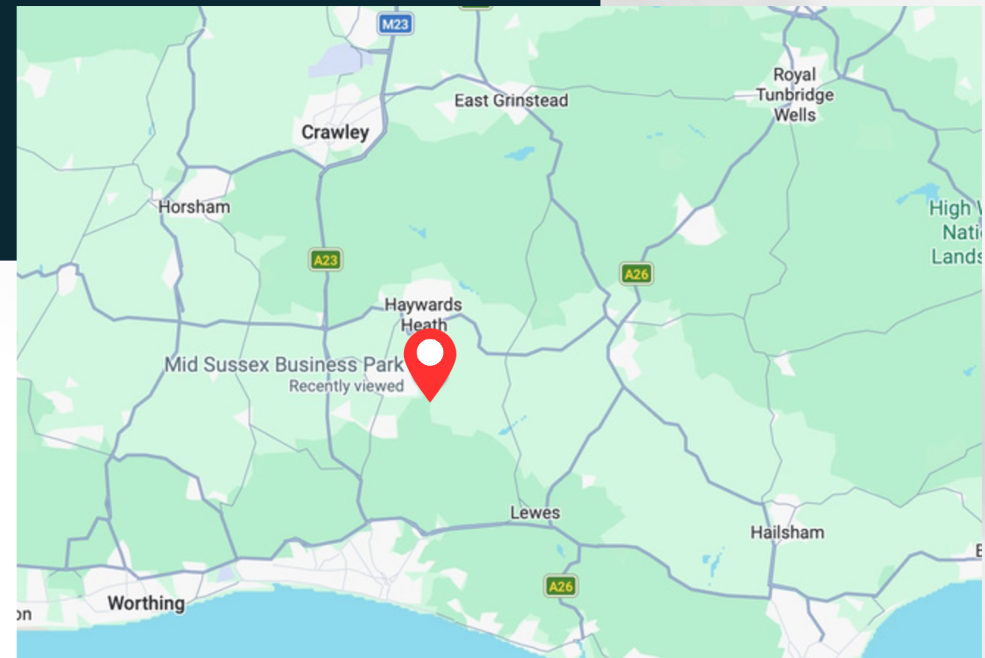 M23
Royal
Tunbridge
Wells
East Grinstead
Crawley
Horsham
High
Nati
Lands
A23
A26
Haywards
Heath
Mid Sussex Business Park
Recently viewed
Lewes
Hailsham
A26
Worthing
on